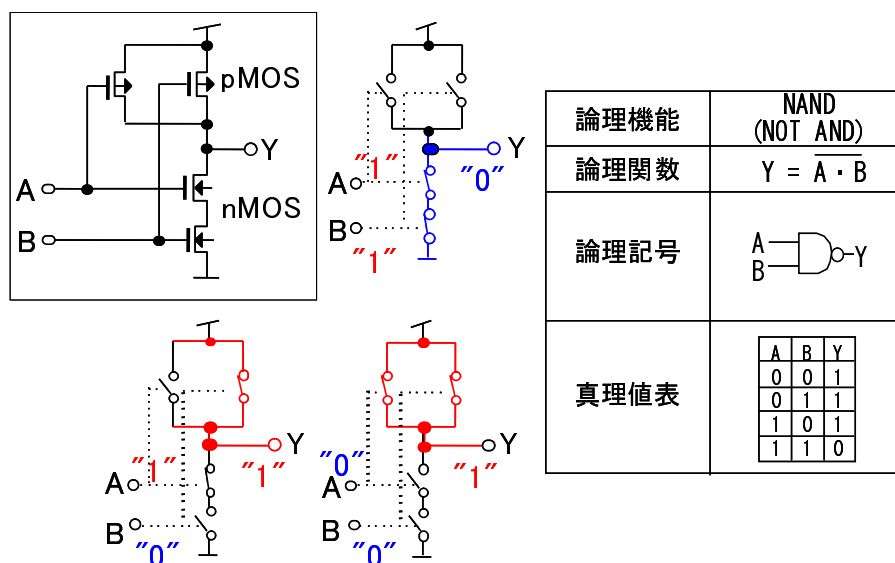 pMOS
Y
A
nMOS
B
Y
"1"
"0"
A
B
"1"
論理機能
NAND
(NOT AND)
論理関数
Y = \overline{A · B}
論理記号
A
B
Y
真理値表
A B Y
0 0 1
0 1 1
1 0 1
1 1 0
Y
"1"
"1"
A
B
"0"
Y
"0"
"1"
A
B
"0"